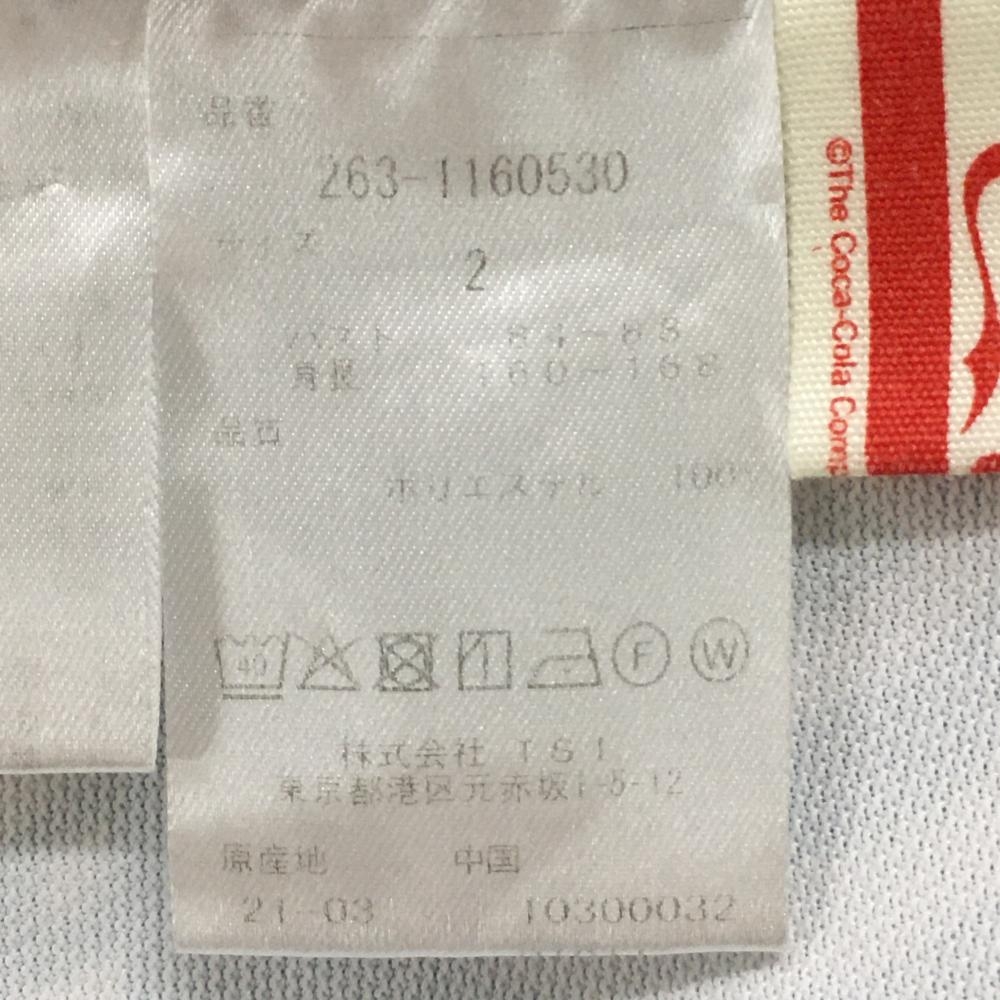 品番
263-1160530
サイズ
2
バスト 84-88
身長 160-168
品質
ポリエステル 100
40
F
W
株式会社 TSI
東京都港区元赤坂1-5-12
原産地 中国
21-03 10300032
©The Coca-Cola